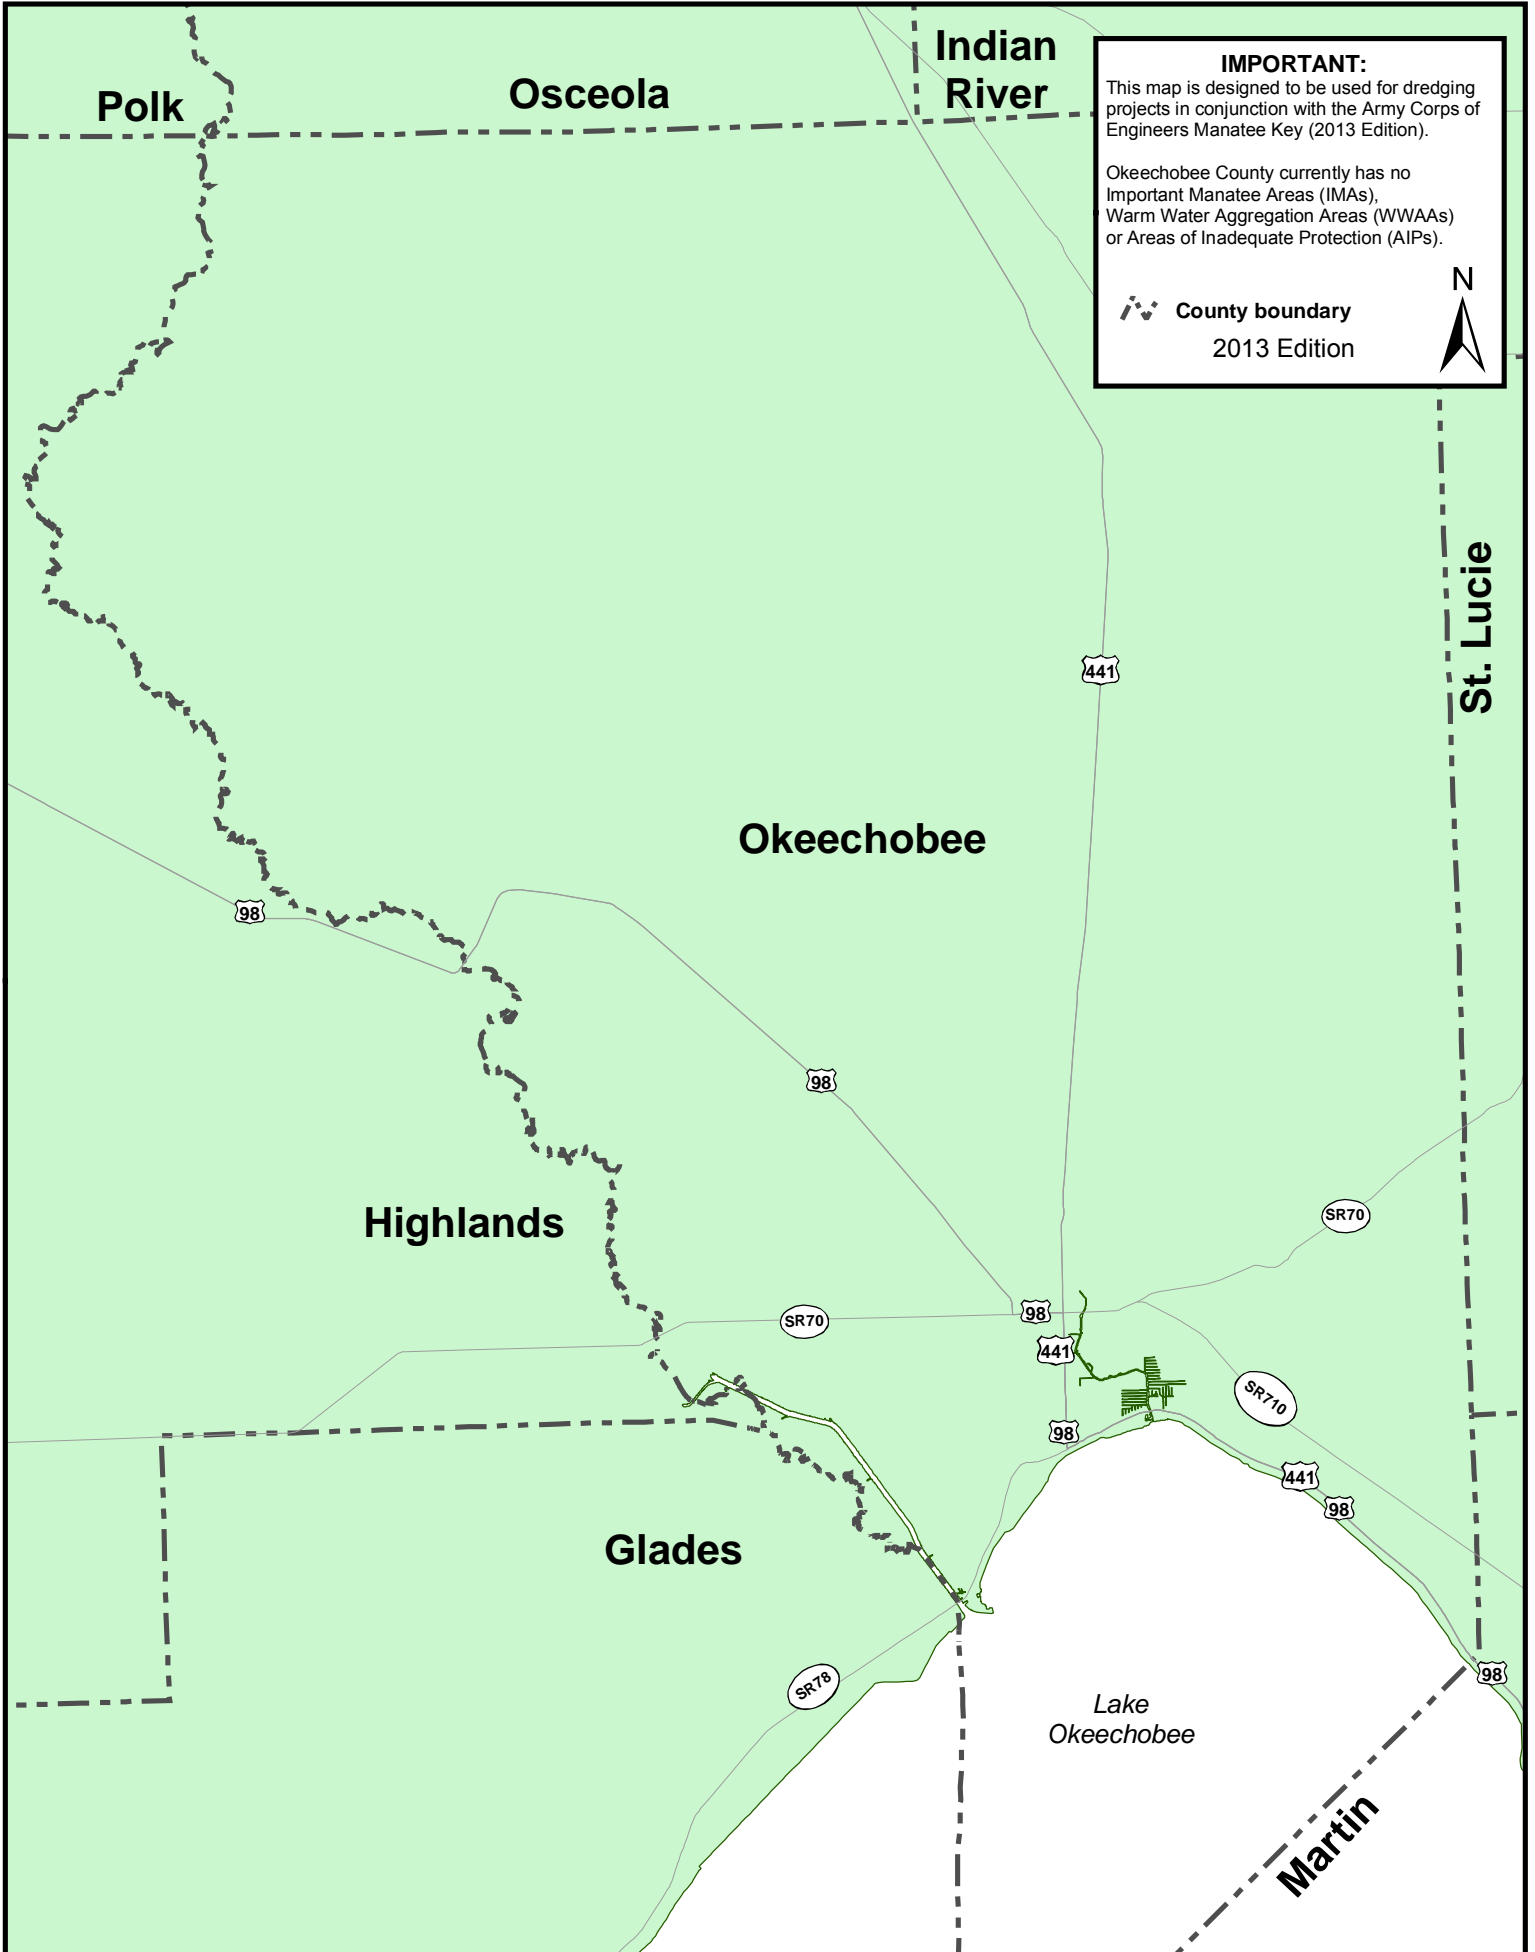 Polk
Osceola
Indian
River
IMPORTANT:
This map is designed to be used for dredging
projects in conjunction with the Army Corps of
Engineers Manatee Key (2013 Edition).
Okeechobee County currently has no
Important Manatee Areas (IMAs),
Warm Water Aggregation Areas (WWAAs)
or Areas of Inadequate Protection (AIPs).
N
County boundary
2013 Edition
St. Lucie
441
Okeechobee
98
98
Highlands
SR70
98
SR70
441
SR710
98
441
98
Glades
98
SR78
Lake
Okeechobee
Martin